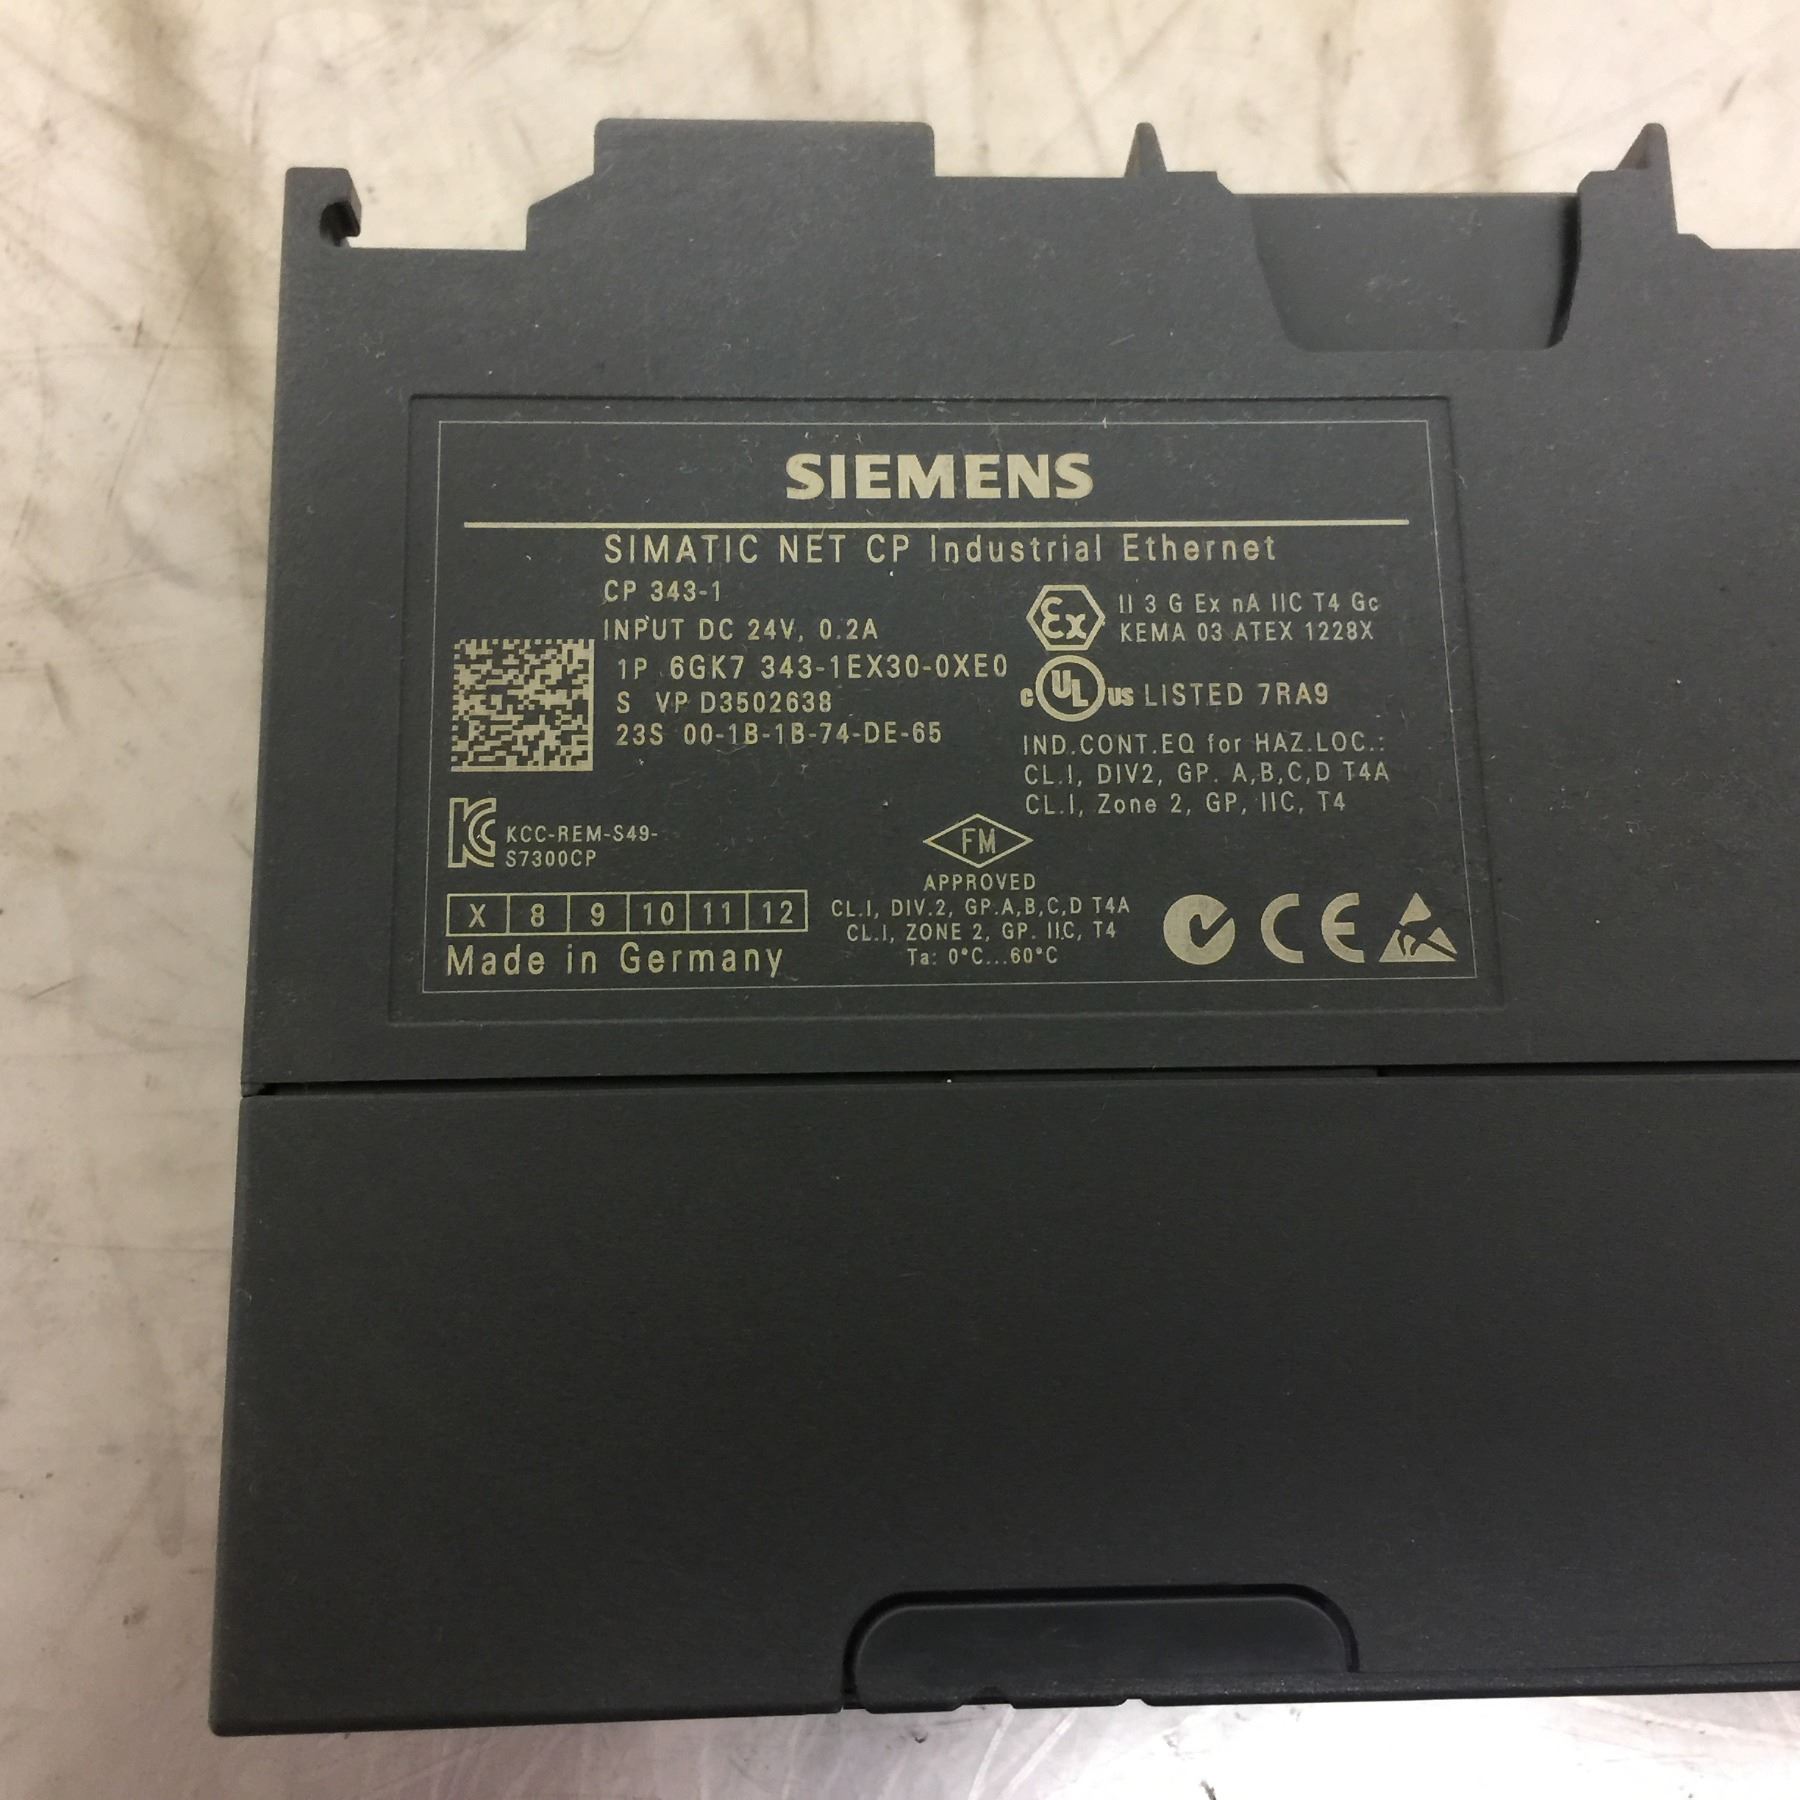 SIEMENS
SIMATIC NET CP Industrial Ethernet
CP 343-1
INPUT DC 24V, 0.2A
1P 6GK7 343-1EX30-0XE0
S VP D3502638
23S 00-1B-1B-74-DE-65
Ex II 3 G Ex nA IIC T4 Gc
KEMA 03 ATEX 1228X
c UL us LISTED 7RA9
IND.CONT.EQ for HAZ.LOC.:
CL.I, DIV2, GP. A,B,C,D T4A
CL.I, Zone 2, GP, IIC, T4
KCC-REM-S49-
S7300CP
FM
APPROVED
CL.I, DIV.2, GP.A,B,C,D T4A
CL.I, ZONE 2, GP. IIC, T4
Ta: 0°C...60°C
X 8 9 10 11 12
Made in Germany
CE